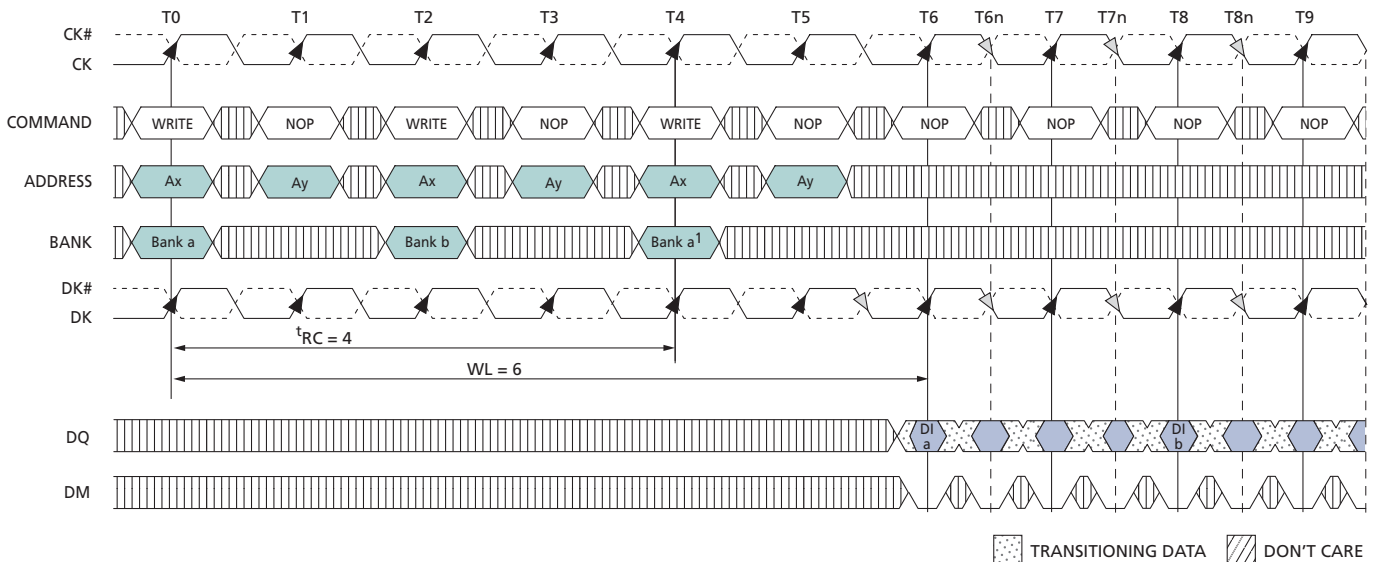 T0 T1 T2 T3 T4 T5 T6 T6n T7 T7n T8 T8n T9
CK#
CK
COMMAND WRITE NOP WRITE NOP WRITE NOP NOP NOP NOP NOP
ADDRESS Ax Ay Ax Ay Ax Ay
BANK Bank a Bank b Bank a1
DK#
DK
tRC = 4
WL = 6
DQ DI a DI b
DM
TRANSITIONING DATA DON'T CARE